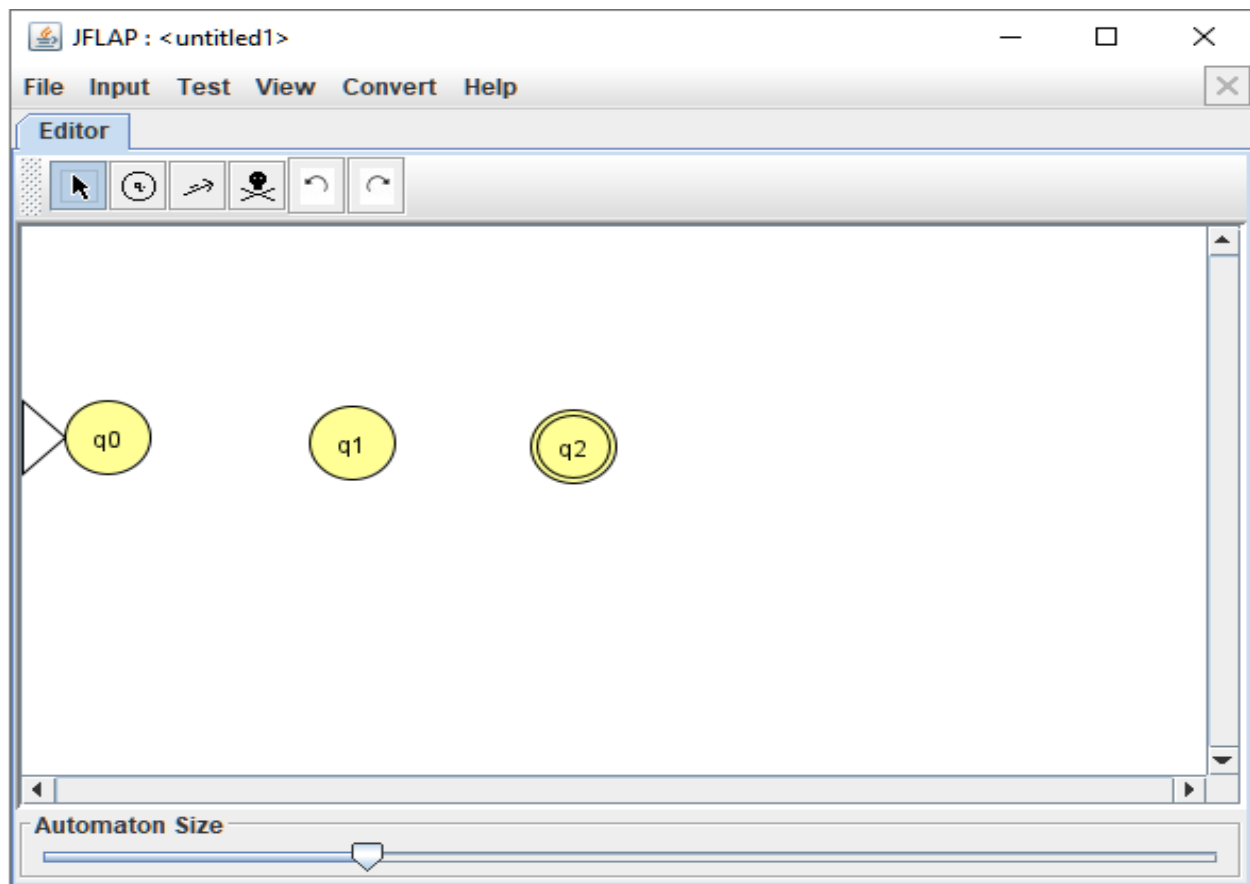 JFLAP : <untitled1>
File Input Test View Convert Help
Editor
q
q0
q1
q2
Automaton Size